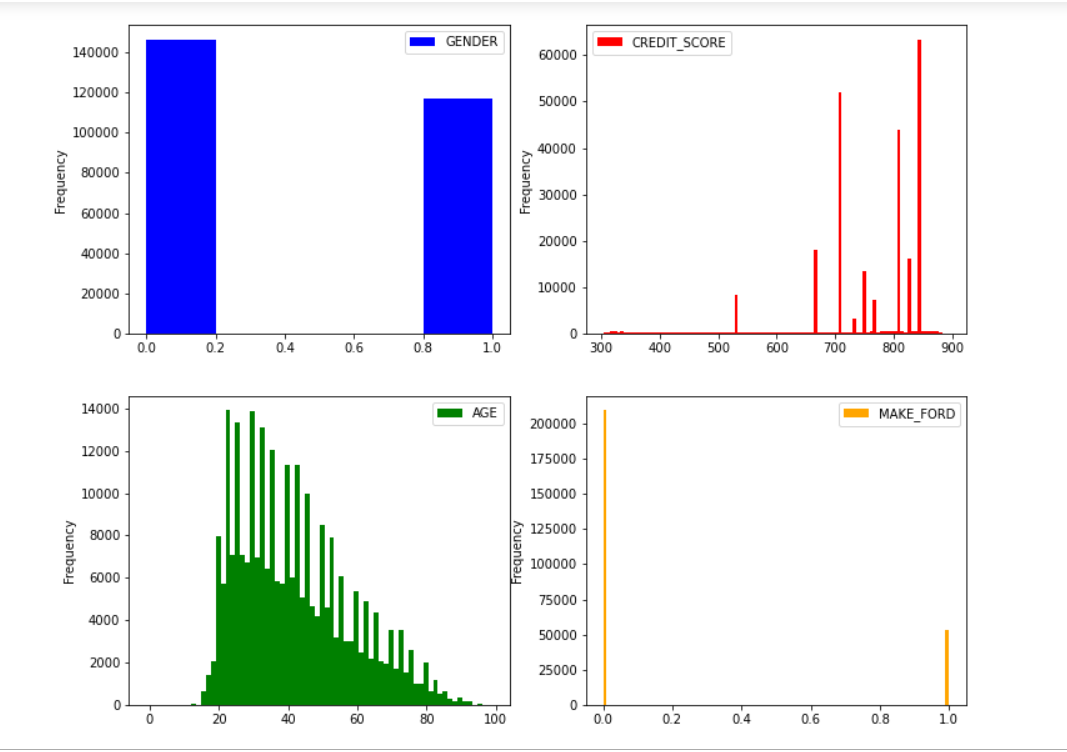 GENDER
140000
120000
100000
80000
60000
40000
20000
0
Frequency
0.0 0.2 0.4 0.6 0.8 1.0
CREDIT_SCORE
60000
50000
40000
30000
20000
10000
0
Frequency
300 400 500 600 700 800 900
AGE
14000
12000
10000
8000
6000
4000
2000
0
Frequency
0 20 40 60 80 100
MAKE_FORD
200000
175000
150000
125000
100000
75000
50000
25000
0
Frequency
0.0 0.2 0.4 0.6 0.8 1.0